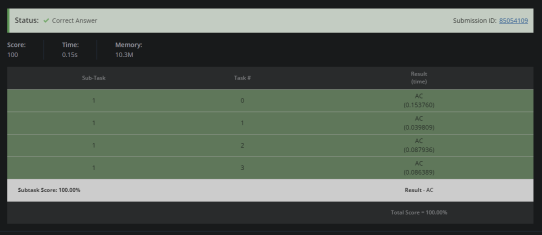 Status: ✓ Correct Answer Submission ID: 85054109
Score: Time: Memory:
100 0.15s 10.3M
Sub-Task Task # Result
(time)
1 0 AC
(0.153760)
1 1 AC
(0.039809)
1 2 AC
(0.087936)
1 3 AC
(0.086389)
Subtask Score: 100.00% Result - AC
Total Score = 100.00%